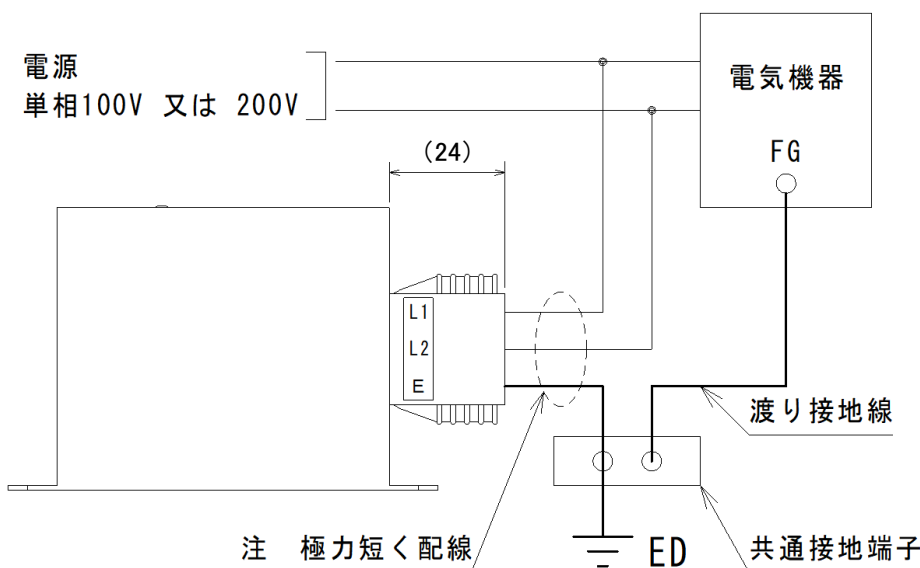 電源
単相100V 又は 200V
電気機器
FG
(24)
L1
L2
E
渡り接地線
注 極力短く配線
ED
共通接地端子